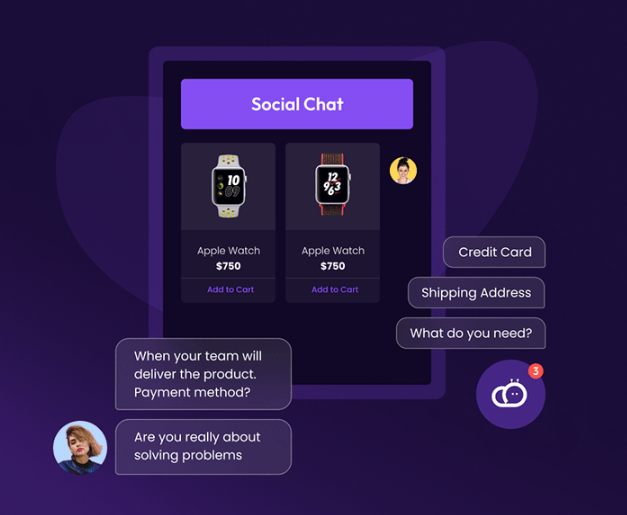 Social Chat
10
09
12
9 3
6
Apple Watch
$750
Add to Cart
Apple Watch
$750
Add to Cart
Credit Card
Shipping Address
What do you need?
3
When your team will
deliver the product.
Payment method?
Are you really about
solving problems